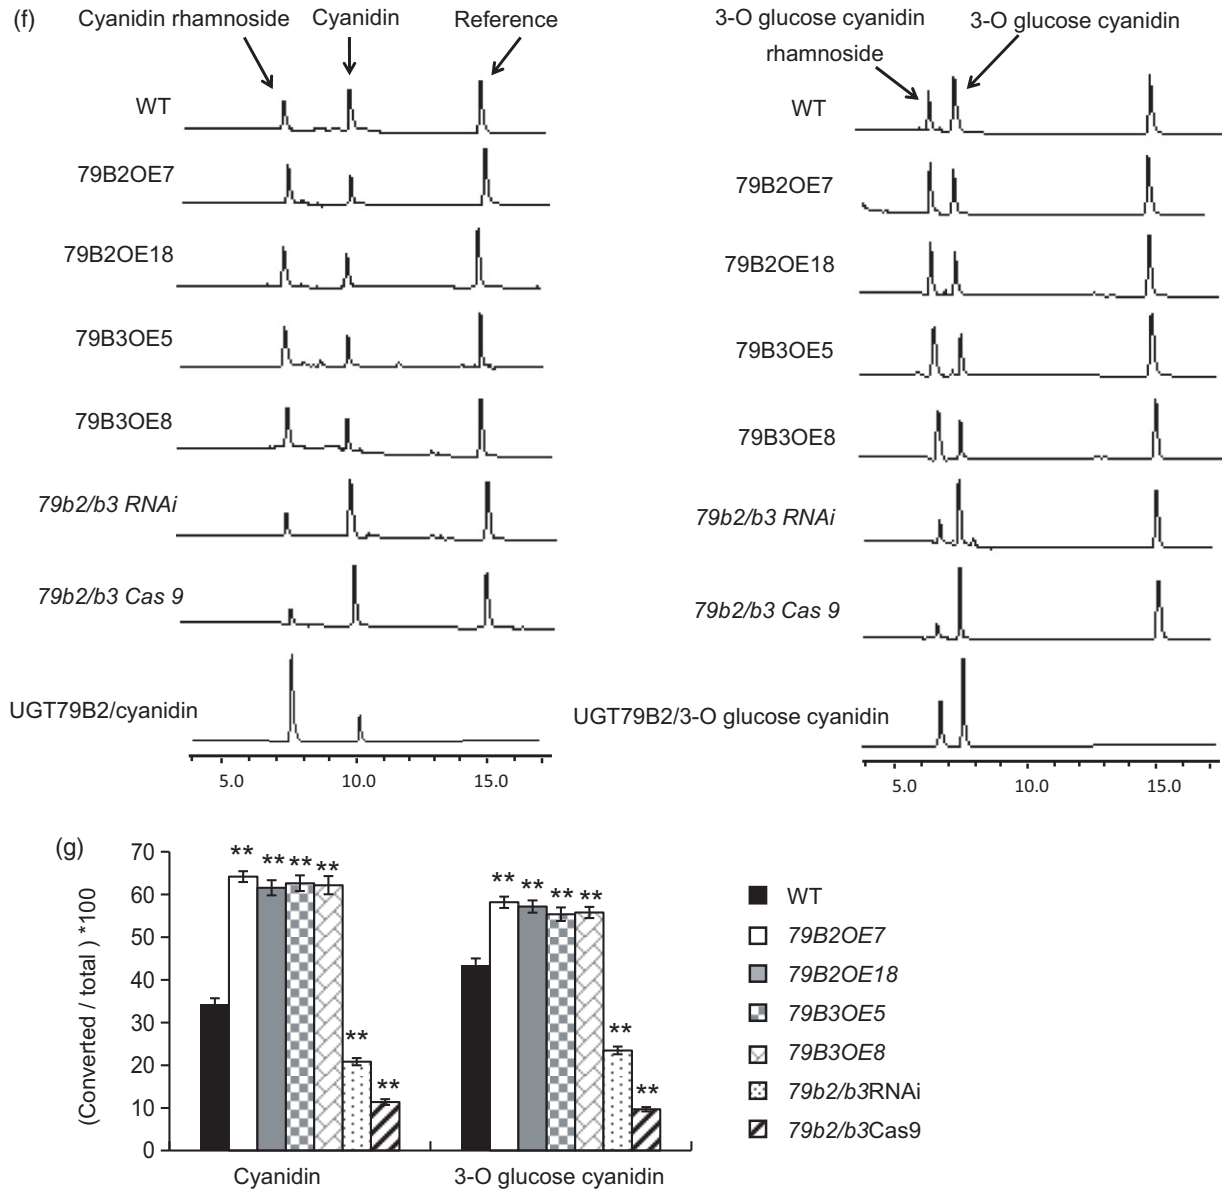 (f)
Cyanidin rhamnoside
Cyanidin
Reference
WT
79B2OE7
79B2OE18
79B3OE5
79B3OE8
79b2/b3 RNAi
79b2/b3 Cas 9
UGT79B2/cyanidin
5.0 10.0 15.0
3-O glucose cyanidin
rhamnoside
3-O glucose cyanidin
WT
79B2OE7
79B2OE18
79B3OE5
79B3OE8
79b2/b3 RNAi
79b2/b3 Cas 9
UGT79B2/3-O glucose cyanidin
5.0 10.0 15.0
(g)
(Converted / total ) *100
70
60
50
40
30
20
10
0
** ** ** ** ** **
** ** ** ** ** **
Cyanidin
3-O glucose cyanidin
WT
79B2OE7
79B2OE18
79B3OE5
79B3OE8
79b2/b3RNAi
79b2/b3Cas9